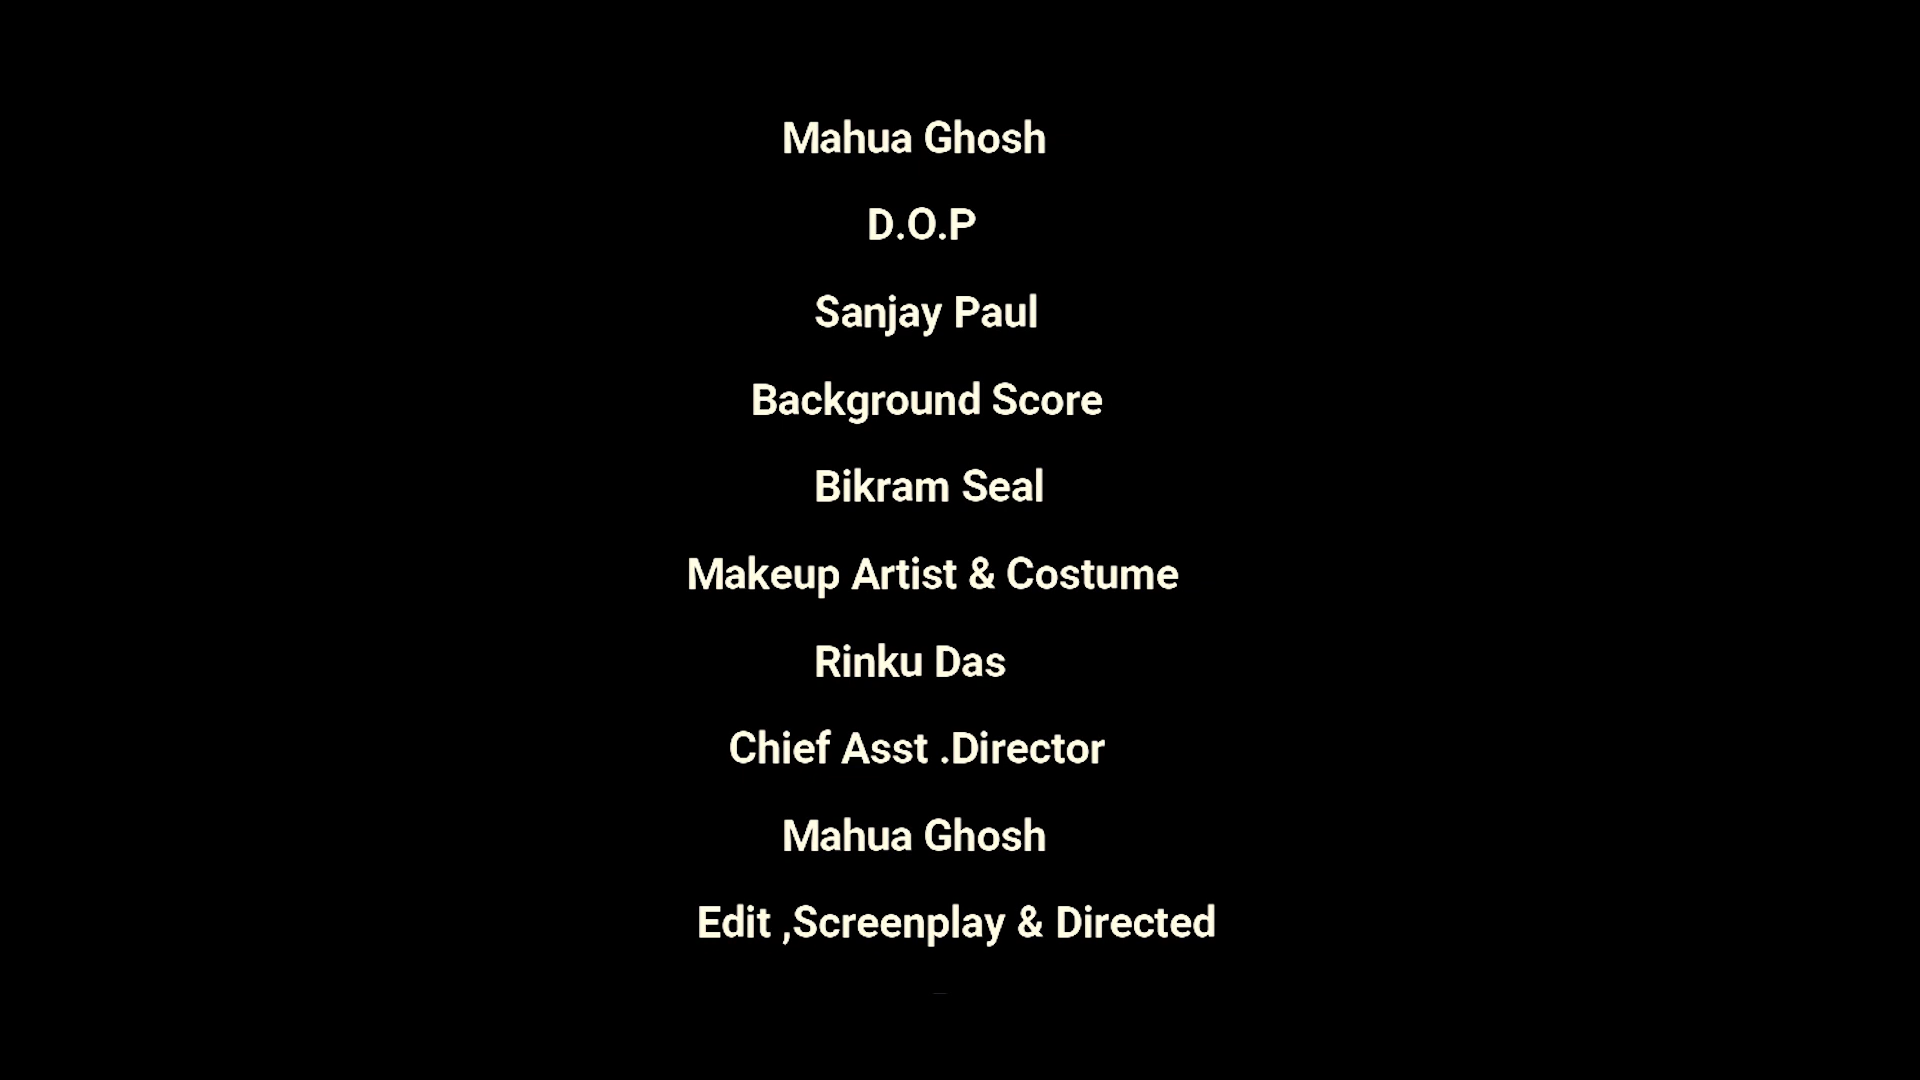 Mahua Ghosh
D.O.P
Sanjay Paul
Background Score
Bikram Seal
Makeup Artist & Costume
Rinku Das
Chief Asst .Director
Mahua Ghosh
Edit ,Screenplay & Directed